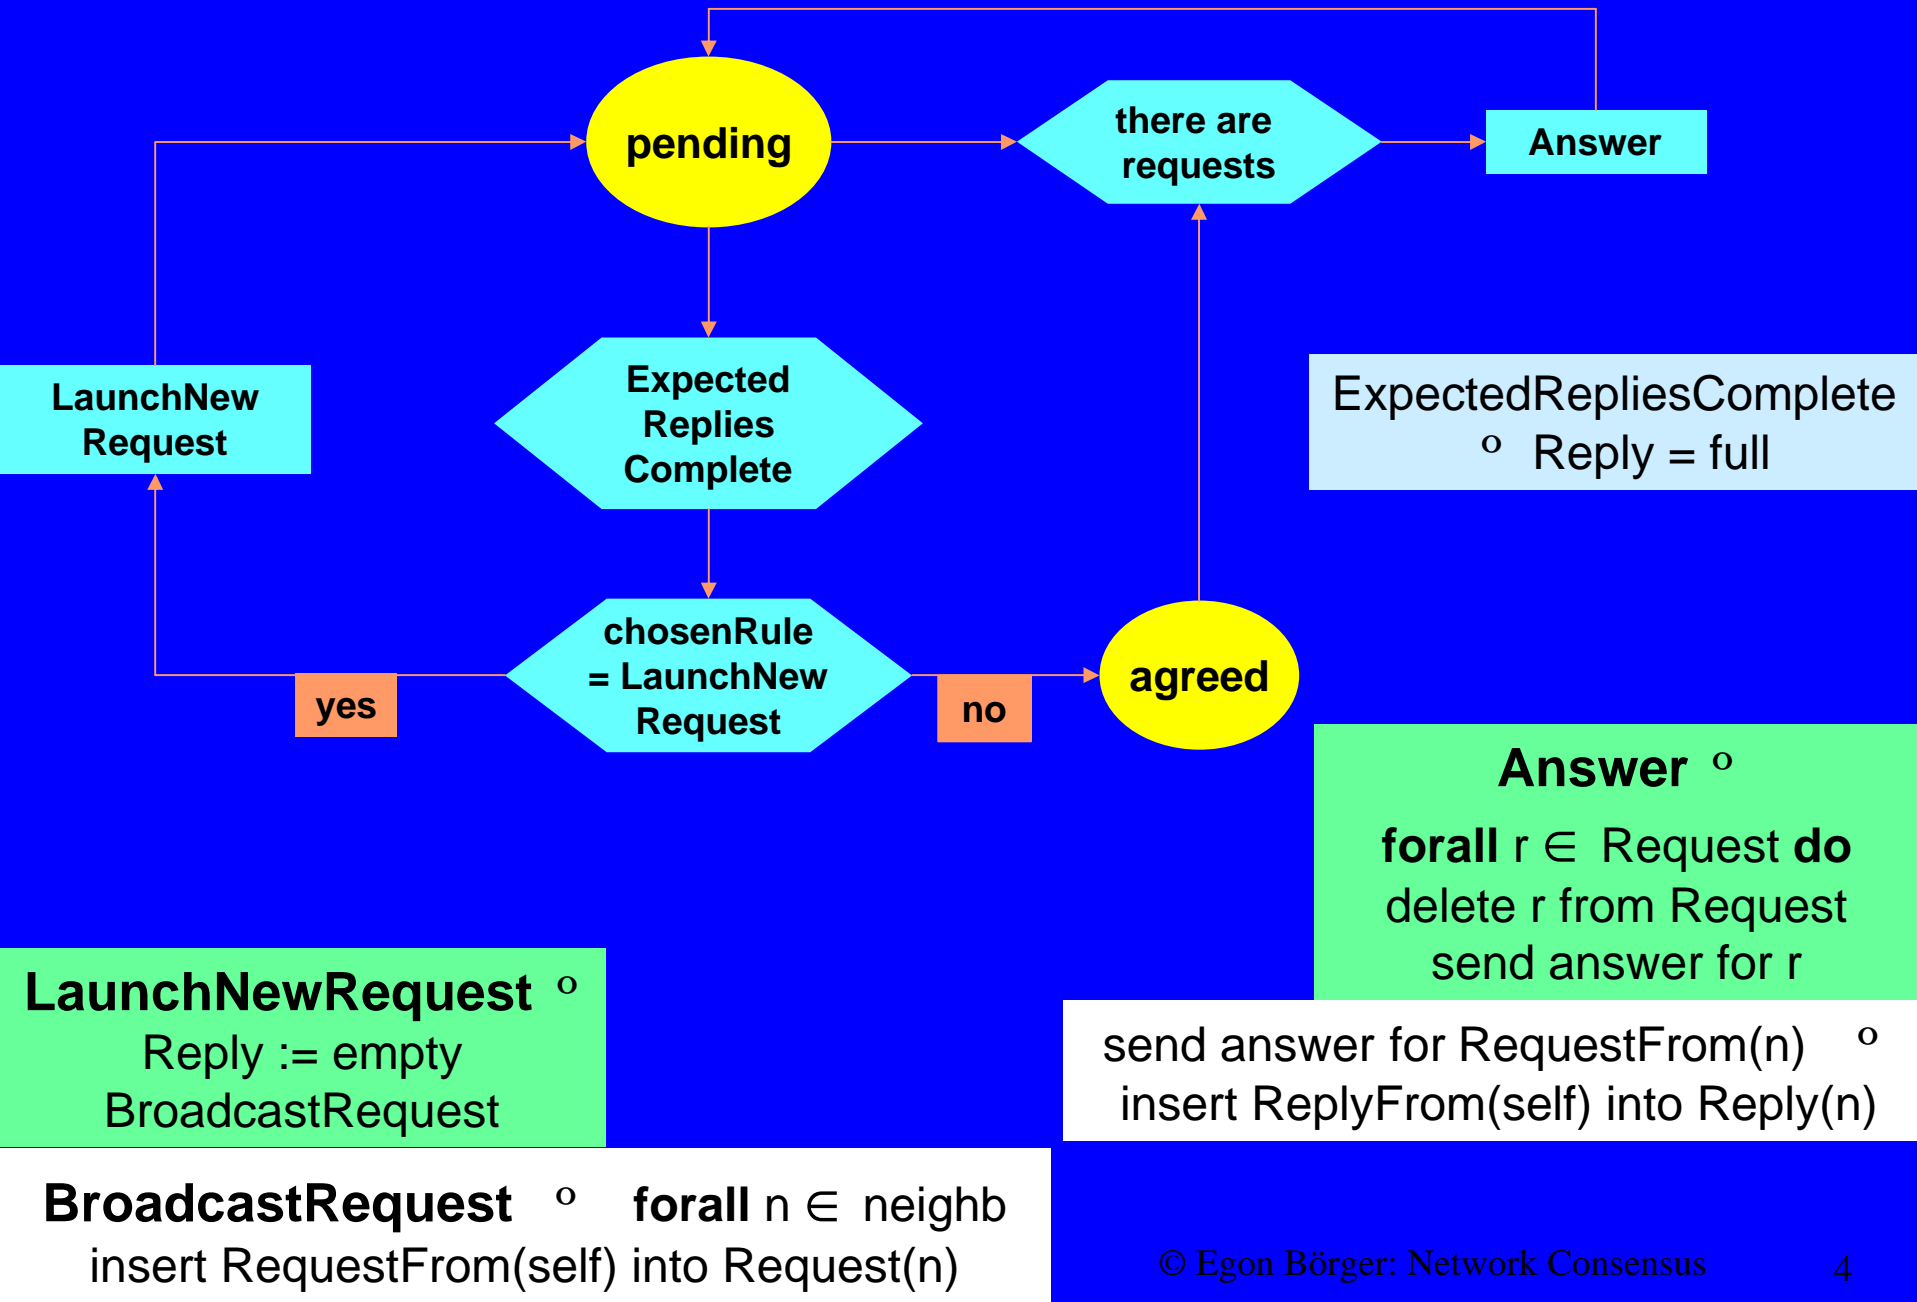 pending
there are
requests
Answer
LaunchNew
Request
Expected
Replies
Complete
ExpectedRepliesComplete
º Reply = full
chosenRule
= LaunchNew
Request
yes
no
agreed
Answer º
forall r ∈ Request do
delete r from Request
send answer for r
LaunchNewRequest º
Reply := empty
BroadcastRequest
send answer for RequestFrom(n) º
insert ReplyFrom(self) into Reply(n)
BroadcastRequest º forall n ∈ neighb
insert RequestFrom(self) into Request(n)
© Egon Börger: Network Consensus 4